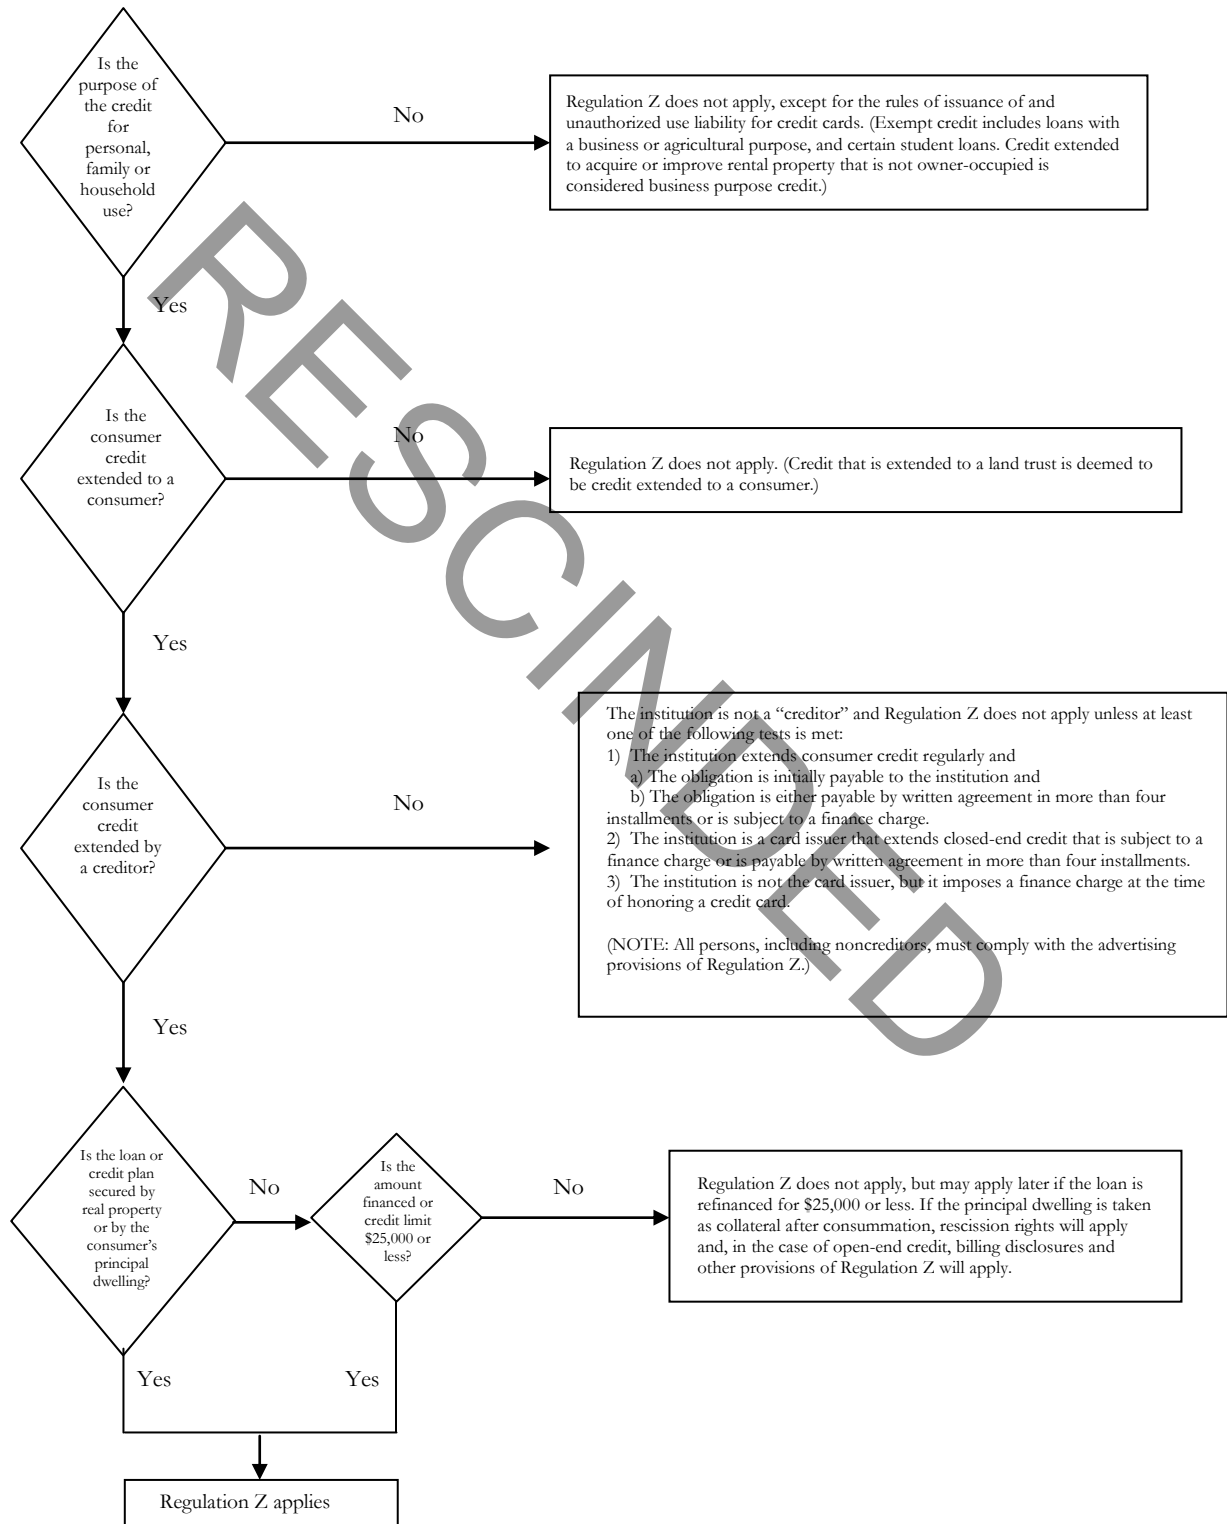 Is the
purpose of
the credit
for
personal,
family or
household
use?
No
Regulation Z does not apply, except for the rules of issuance of and
unauthorized use liability for credit cards. (Exempt credit includes loans with
a business or agricultural purpose, and certain student loans. Credit extended
to acquire or improve rental property that is not owner-occupied is
considered business purpose credit.)
Yes
RESCINDED
Is the
consumer
credit
extended to a
consumer?
No
Regulation Z does not apply. (Credit that is extended to a land trust is deemed to
be credit extended to a consumer.)
Yes
Is the
consumer
credit
extended by
a creditor?
No
The institution is not a “creditor” and Regulation Z does not apply unless at least
one of the following tests is met:
1) The institution extends consumer credit regularly and
a) The obligation is initially payable to the institution and
b) The obligation is either payable by written agreement in more than four
installments or is subject to a finance charge.
2) The institution is a card issuer that extends closed-end credit that is subject to a
finance charge or is payable by written agreement in more than four installments.
3) The institution is not the card issuer, but it imposes a finance charge at the time
of honoring a credit card.
(NOTE: All persons, including noncreditors, must comply with the advertising
provisions of Regulation Z.)
Yes
Is the loan or
credit plan
secured by
real property
or by the
consumer’s
principal
dwelling?
No
Is the
amount
financed or
credit limit
$25,000 or
less?
No
Regulation Z does not apply, but may apply later if the loan is
refinanced for $25,000 or less. If the principal dwelling is taken
as collateral after consummation, rescission rights will apply
and, in the case of open-end credit, billing disclosures and
other provisions of Regulation Z will apply.
Yes
Yes
Regulation Z applies